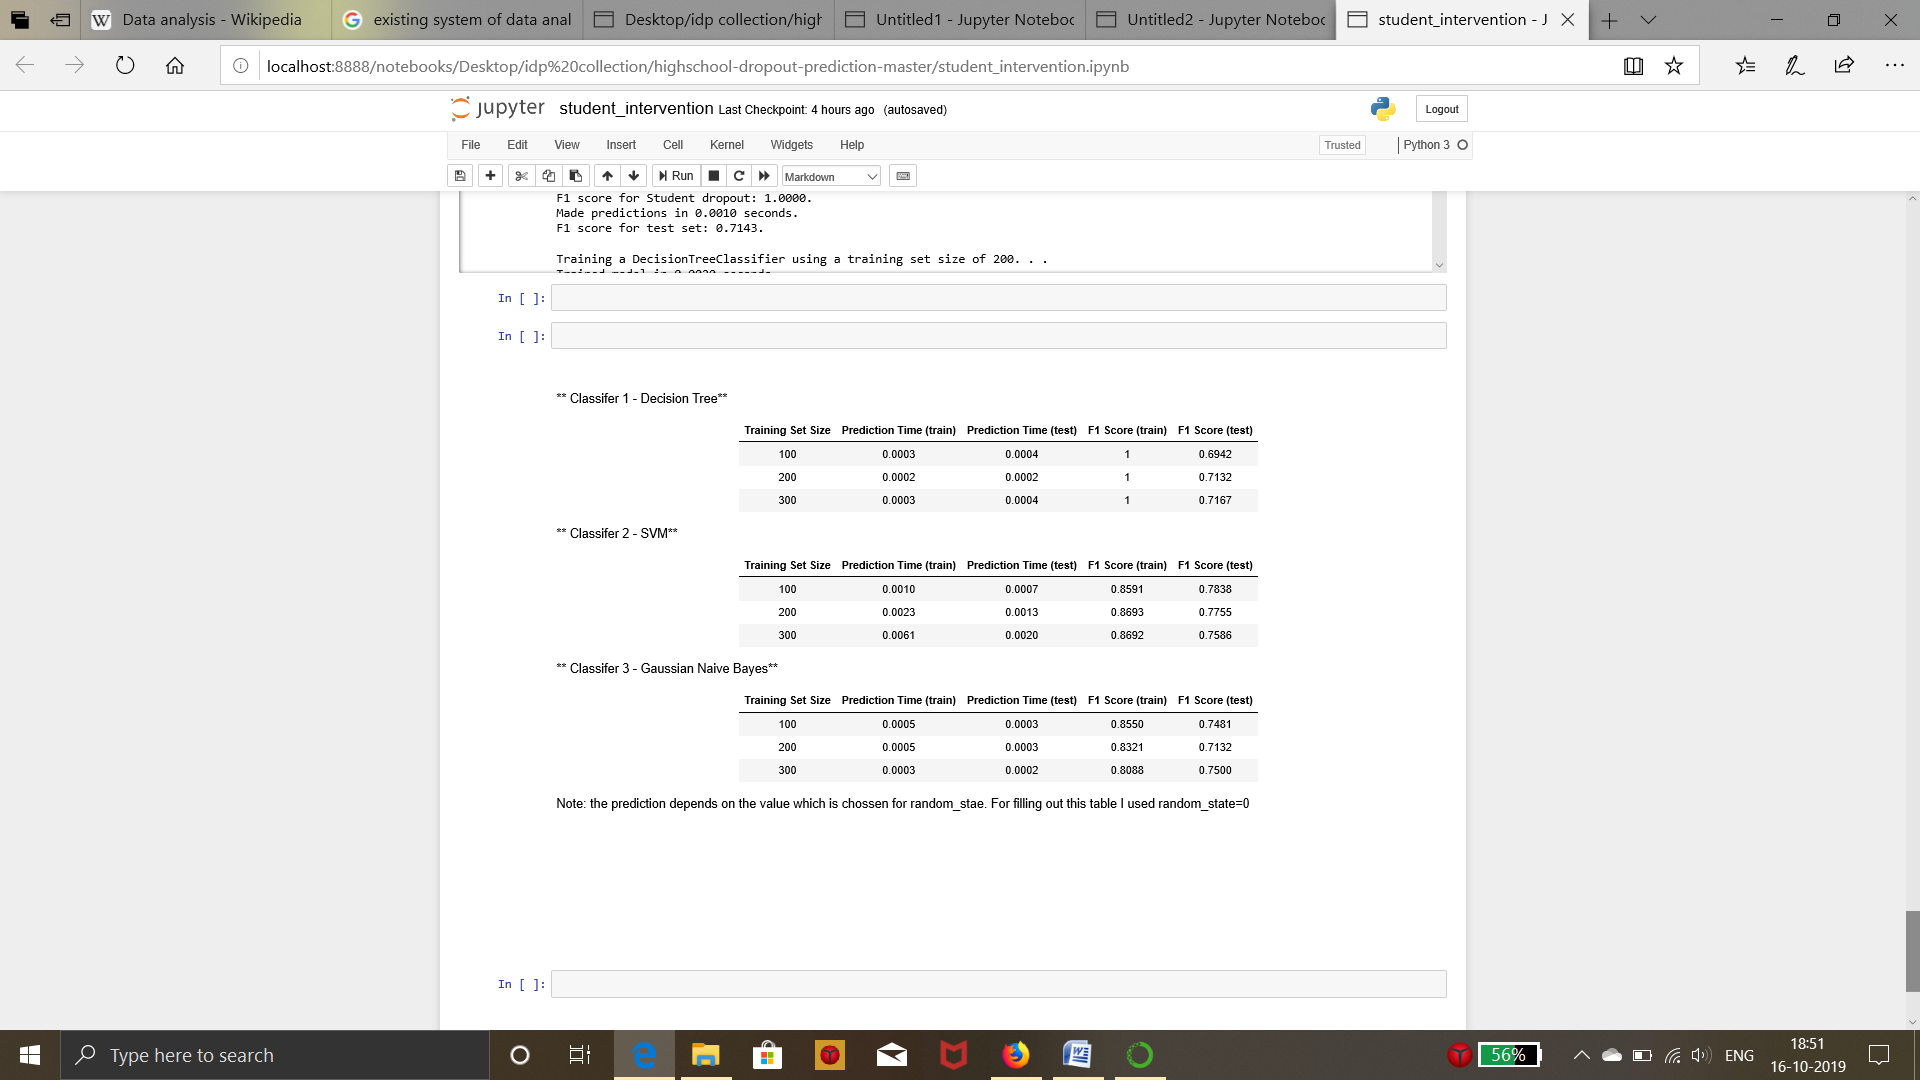 Data analysis - Wikipedia
existing system of data anal
Desktop/idp collection/high
Untitled1 - Jupyter Noteboo
Untitled2 - Jupyter Noteboo
student_intervention - J
localhost:8888/notebooks/Desktop/idp%20collection/highschool-dropout-prediction-master/student_intervention.ipynb
jupyter student_intervention Last Checkpoint: 4 hours ago (autosaved)
Logout
File Edit View Insert Cell Kernel Widgets Help
Trusted
Python 3
Run
Markdown
F1 score for Student dropout: 1.0000.
Made predictions in 0.0010 seconds.
F1 score for test set: 0.7143.
Training a DecisionTreeClassifier using a training set size of 200. . .
Trained model in 0.0020 seconds
In [ ]:
In [ ]:
** Classifer 1 - Decision Tree**
Training Set Size Prediction Time (train) Prediction Time (test) F1 Score (train) F1 Score (test)
100 0.0003 0.0004 1 0.6942
200 0.0002 0.0002 1 0.7132
300 0.0003 0.0004 1 0.7167
** Classifer 2 - SVM**
Training Set Size Prediction Time (train) Prediction Time (test) F1 Score (train) F1 Score (test)
100 0.0010 0.0007 0.8591 0.7838
200 0.0023 0.0013 0.8693 0.7755
300 0.0061 0.0020 0.8692 0.7586
** Classifer 3 - Gaussian Naive Bayes**
Training Set Size Prediction Time (train) Prediction Time (test) F1 Score (train) F1 Score (test)
100 0.0005 0.0003 0.8550 0.7481
200 0.0005 0.0003 0.8321 0.7132
300 0.0003 0.0002 0.8088 0.7500
Note: the prediction depends on the value which is chossen for random_stae. For filling out this table I used random_state=0
In [ ]:
Type here to search
56%
ENG
18:51
16-10-2019